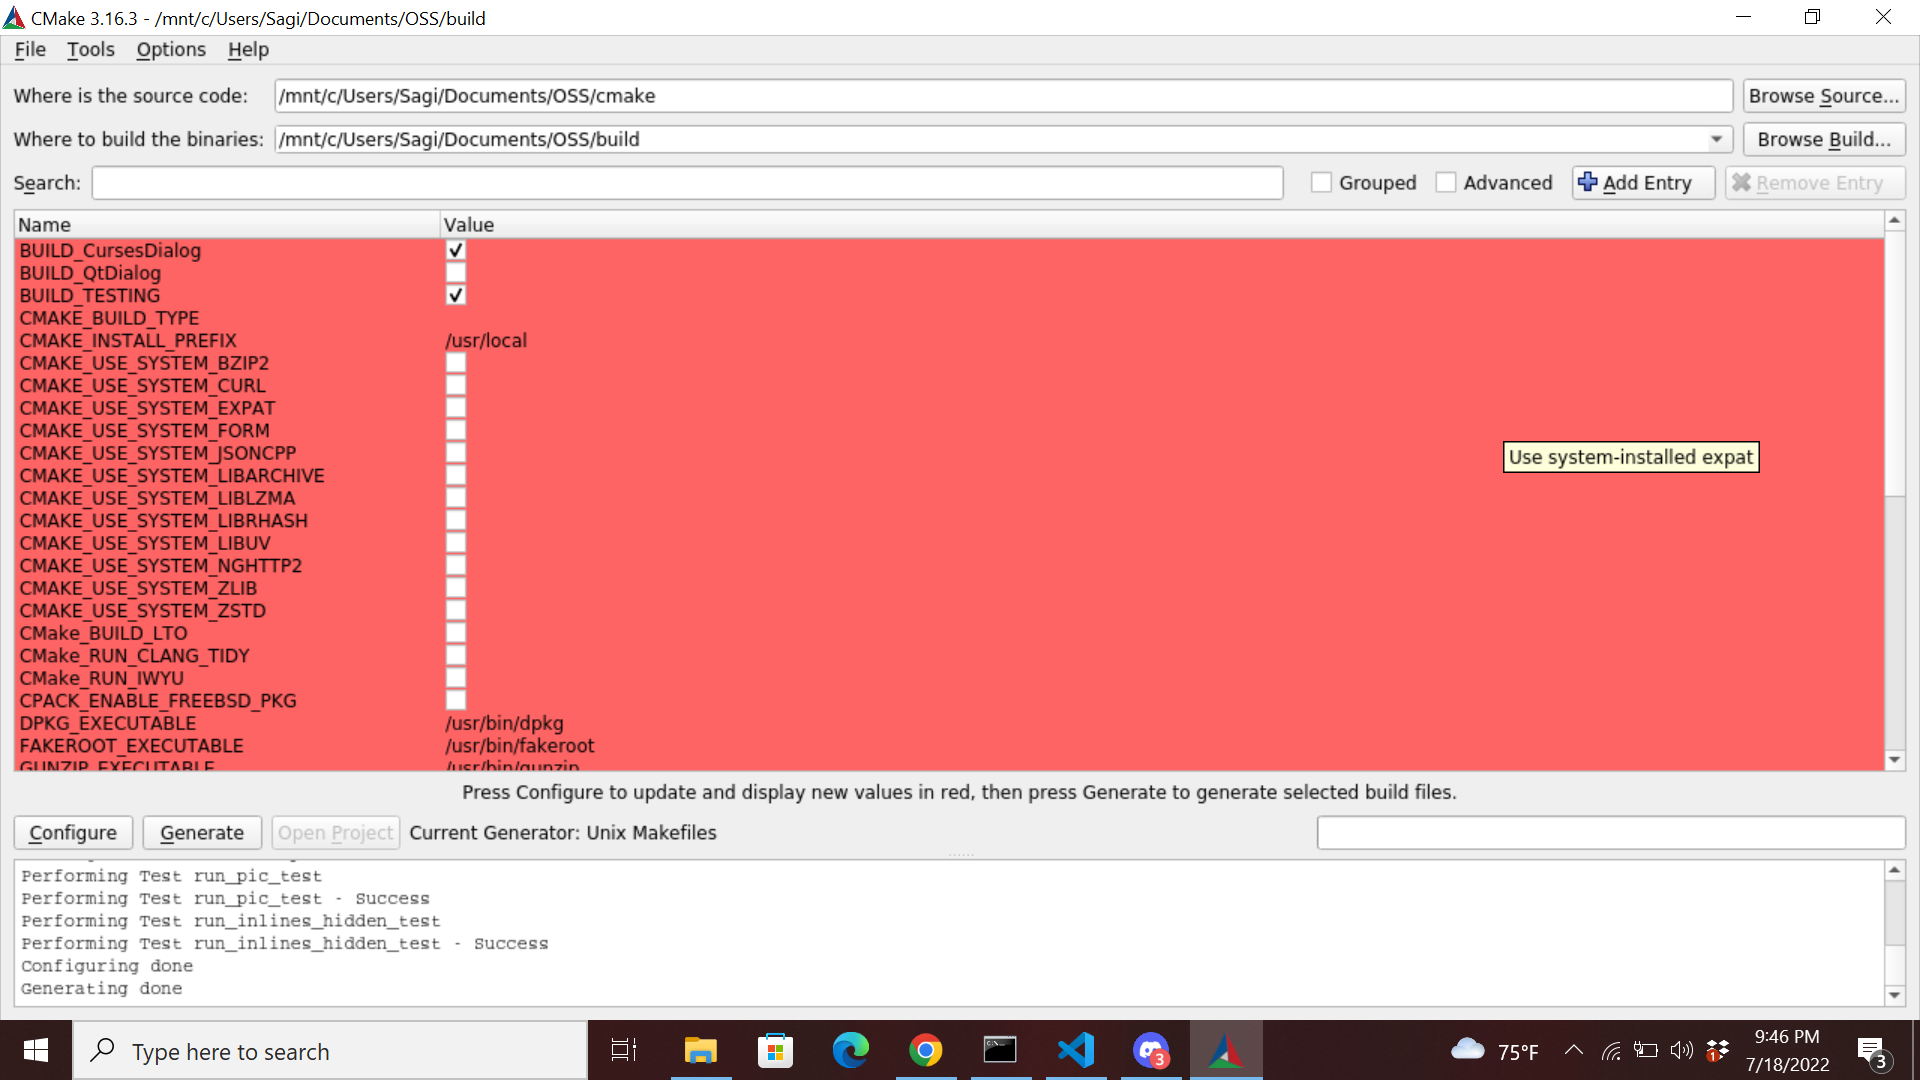 CMake 3.16.3 - /mnt/c/Users/Sagi/Documents/OSS/build
File Tools Options Help
Where is the source code: /mnt/c/Users/Sagi/Documents/OSS/cmake Browse Source...
Where to build the binaries: /mnt/c/Users/Sagi/Documents/OSS/build Browse Build...
Search: Grouped Advanced Add Entry Remove Entry
Name Value
BUILD_CursesDialog
BUILD_QtDialog
BUILD_TESTING
CMAKE_BUILD_TYPE
CMAKE_INSTALL_PREFIX /usr/local
CMAKE_USE_SYSTEM_BZIP2
CMAKE_USE_SYSTEM_CURL
CMAKE_USE_SYSTEM_EXPAT
CMAKE_USE_SYSTEM_FORM
CMAKE_USE_SYSTEM_JSONCPP
Use system-installed expat
CMAKE_USE_SYSTEM_LIBARCHIVE
CMAKE_USE_SYSTEM_LIBLZMA
CMAKE_USE_SYSTEM_LIBRHASH
CMAKE_USE_SYSTEM_LIBUV
CMAKE_USE_SYSTEM_NGHTTP2
CMAKE_USE_SYSTEM_ZLIB
CMAKE_USE_SYSTEM_ZSTD
CMake_BUILD_LTO
CMake_RUN_CLANG_TIDY
CMake_RUN_IWYU
CPACK_ENABLE_FREEBSD_PKG
DPKG_EXECUTABLE /usr/bin/dpkg
FAKEROOT_EXECUTABLE /usr/bin/fakeroot
GUNZIP_EXECUTABLE /usr/bin/gunzip
Press Configure to update and display new values in red, then press Generate to generate selected build files.
Configure Generate Open Project Current Generator: Unix Makefiles
Performing Test run_pic_test
Performing Test run_pic_test - Success
Performing Test run_inlines_hidden_test
Performing Test run_inlines_hidden_test - Success
Configuring done
Generating done
Type here to search 3 75°F 1 9:46 PM 3
7/18/2022